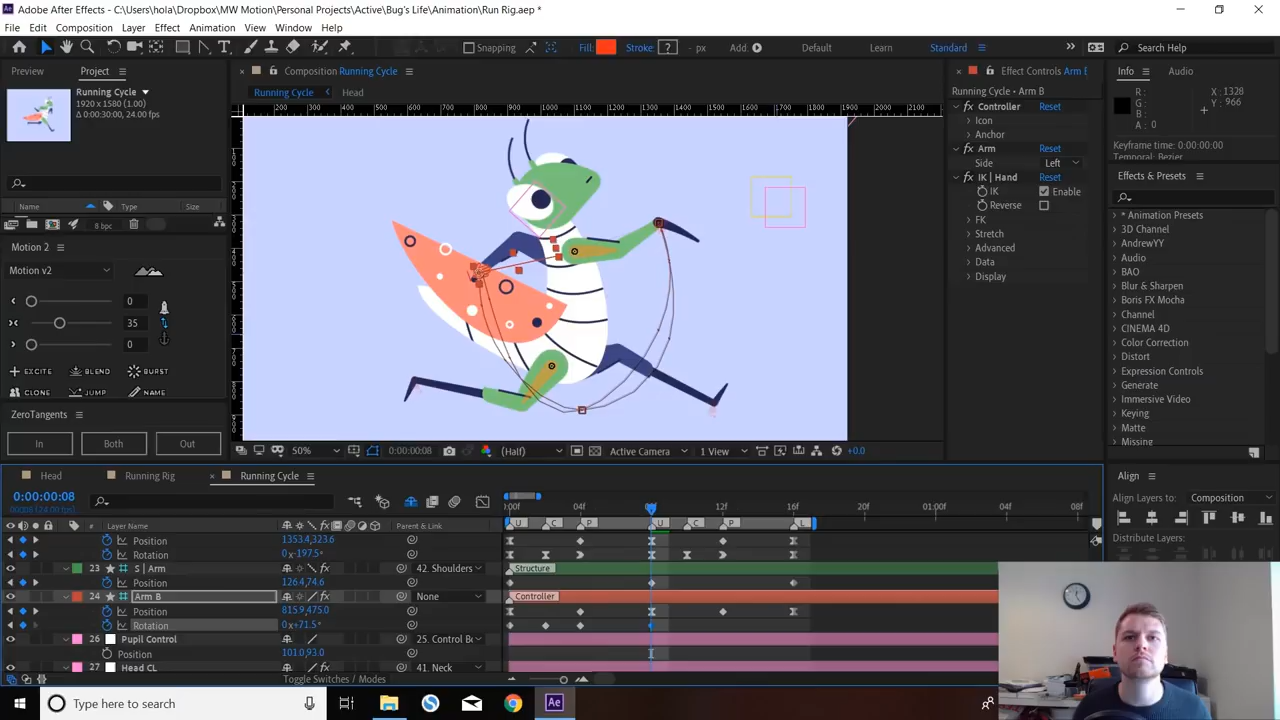 Adobe After Effects - C:\Users\hola\Dropbox\MW Motion\Personal Projects\Active\Bug's Life\Animation\Run Rig.aep *
File Edit Composition Layer Effect Animation View Window Help
Snapping Fill: Stroke: ? - px Add: Default Learn Standard Search Help
Preview Project Composition Running Cycle Effect Controls Arm B Info Audio
Running Cycle
1920 x 1580 (1.00)
Δ 0:00:30:00, 24.00 fps
Running Cycle Head
Running Cycle • Arm B
fx Controller Reset
Icon
Anchor
fx Arm Reset
Side Left
fx IK | Hand Reset
IK Enable
Reverse
FK
Stretch
Advanced
Data
Display
R:
G:
B:
A: 0
X: 1328
Y: 966
Keyframe time: 0:00:00:00
Temporal: Bezier
Effects & Presets
* Animation Presets
3D Channel
AndrewYY
Audio
BAO
Blur & Sharpen
Boris FX Mocha
Channel
CINEMA 4D
Color Correction
Distort
Expression Controls
Generate
Immersive Video
Keying
Matte
Missing
Name Type Size
8 bpc
Motion 2
Motion v2
0
35
0
EXCITE BLEND BURST
CLONE JUMP NAME
ZeroTangents
In Both Out
50% 0:00:00:08 (Half) Active Camera 1 View +0.0
Head Running Rig Running Cycle
0:00:00:08
# Layer Name Parent & Link
0:00f 04f 12f 16f 20f 01:00f 04f 08f
U C P U C P L
Position 1353.4,323.6
Rotation 0x-197.5°
23 S | Arm 42. Shoulders Structure
Position 126.4,74.6
24 Arm B None Controller
Position 815.9,475.0
Rotation 0x+71.5°
26 Pupil Control 25. Control Bo
Position 101.0,93.0
27 Head CL 41. Neck
Toggle Switches / Modes
Align
Align Layers to: Composition
Distribute Layers:
Type here to search
Ae